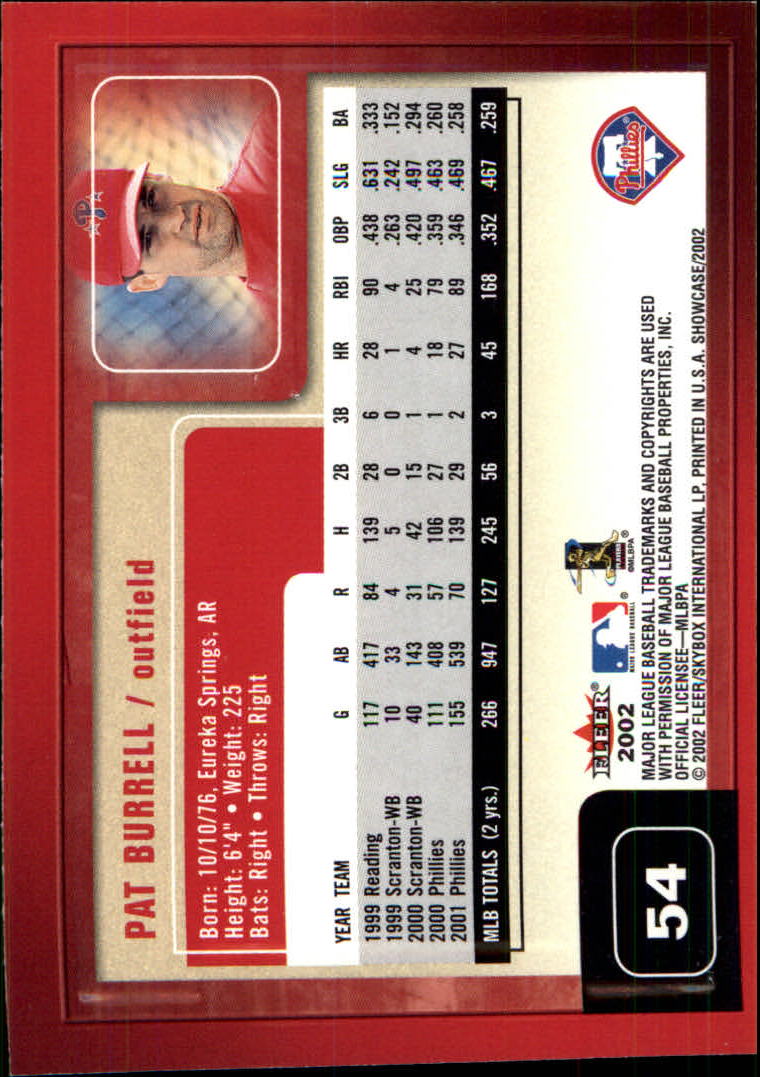 PAT BURRELL / outfield
Born: 10/10/76, Eureka Springs, AR
Height: 6'4" • Weight: 225
Bats: Right • Throws: Right
YEAR TEAM G AB R H 2B 3B HR RBI OBP SLG BA
1999 Reading 117 417 84 139 28 6 28 90 .438 .631 .333
1999 Scranton-WB 10 33 4 5 0 0 1 4 .263 .242 .152
2000 Scranton-WB 40 143 31 42 15 1 4 25 .420 .497 .294
2000 Phillies 111 408 57 106 27 1 18 79 .359 .463 .260
2001 Phillies 155 539 70 139 29 2 27 89 .346 .469 .258
MLB TOTALS (2 yrs.) 266 947 127 245 56 3 45 168 .352 .467 .259
54
FLEER®
2002
MAJOR LEAGUE BASEBALL ®
PLAYERS ®
©MLBPA
Phillies ®
MAJOR LEAGUE BASEBALL TRADEMARKS AND COPYRIGHTS ARE USED
WITH PERMISSION OF MAJOR LEAGUE BASEBALL PROPERTIES, INC.
OFFICIAL LICENSEE—MLBPA
© 2002 FLEER/SKYBOX INTERNATIONAL LP, PRINTED IN U.S.A. SHOWCASE/2002
P